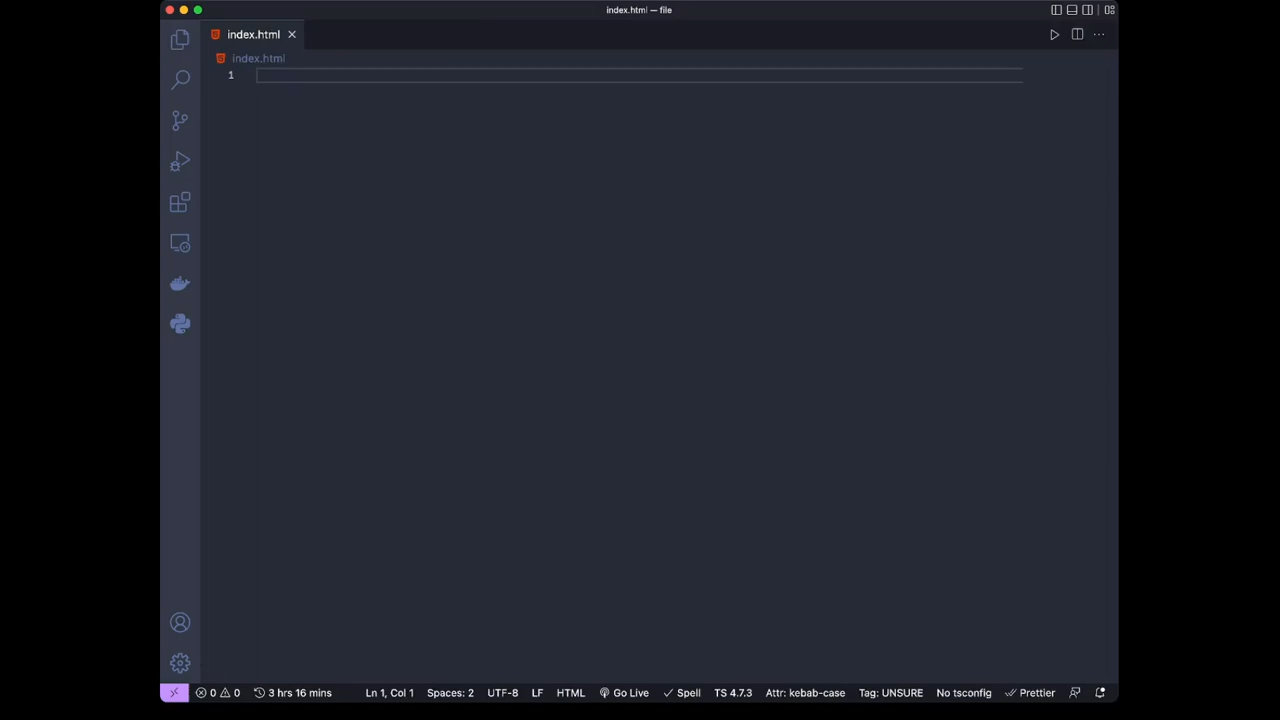 index.html — file
index.html
index.html
1
0 0 3 hrs 16 mins Ln 1, Col 1 Spaces: 2 UTF-8 LF HTML Go Live Spell TS 4.7.3 Attr: kebab-case Tag: UNSURE No tsconfig Prettier